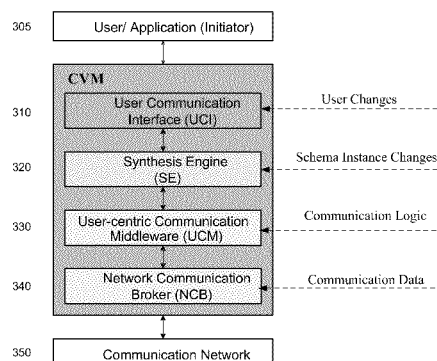 305
User/ Application (Initiator)
CVM
310
User Communication
Interface (UCI)
User Changes
320
Synthesis Engine
(SE)
Schema Instance Changes
330
User-centric Communication
Middleware (UCM)
Communication Logic
340
Network Communication
Broker (NCB)
Communication Data
350
Communication Network